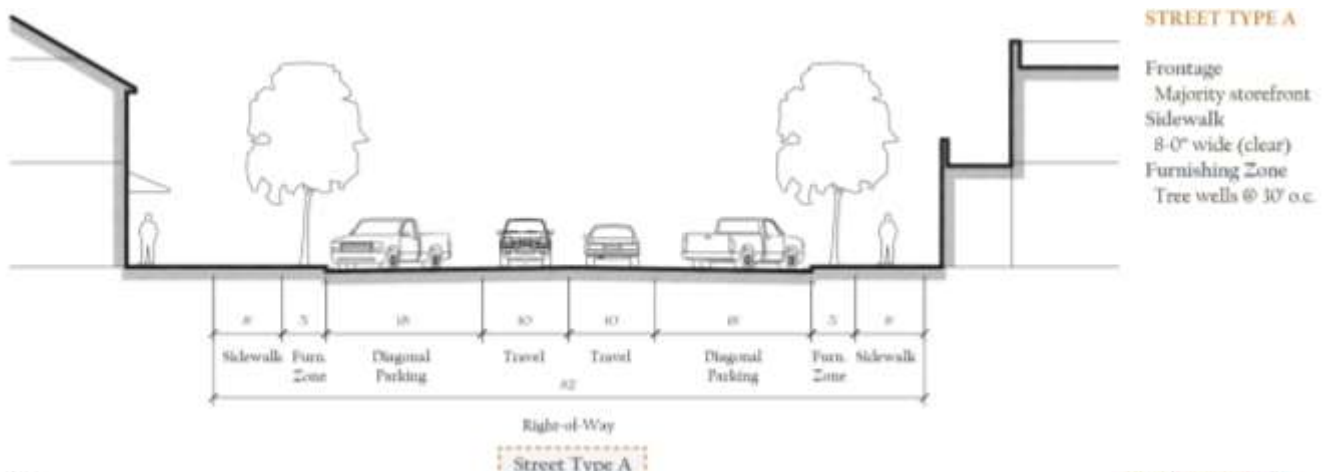 STREET TYPE A
Frontage
Majority storefront
Sidewalk
8'-0" wide (clear)
Furnishing Zone
Tree wells @ 30' o.c.
8 5 18 10 10 18 5 8
Sidewalk Furn. Zone Diagonal Parking Travel Travel Diagonal Parking Furn. Zone Sidewalk
82
Right-of-Way
Street Type A